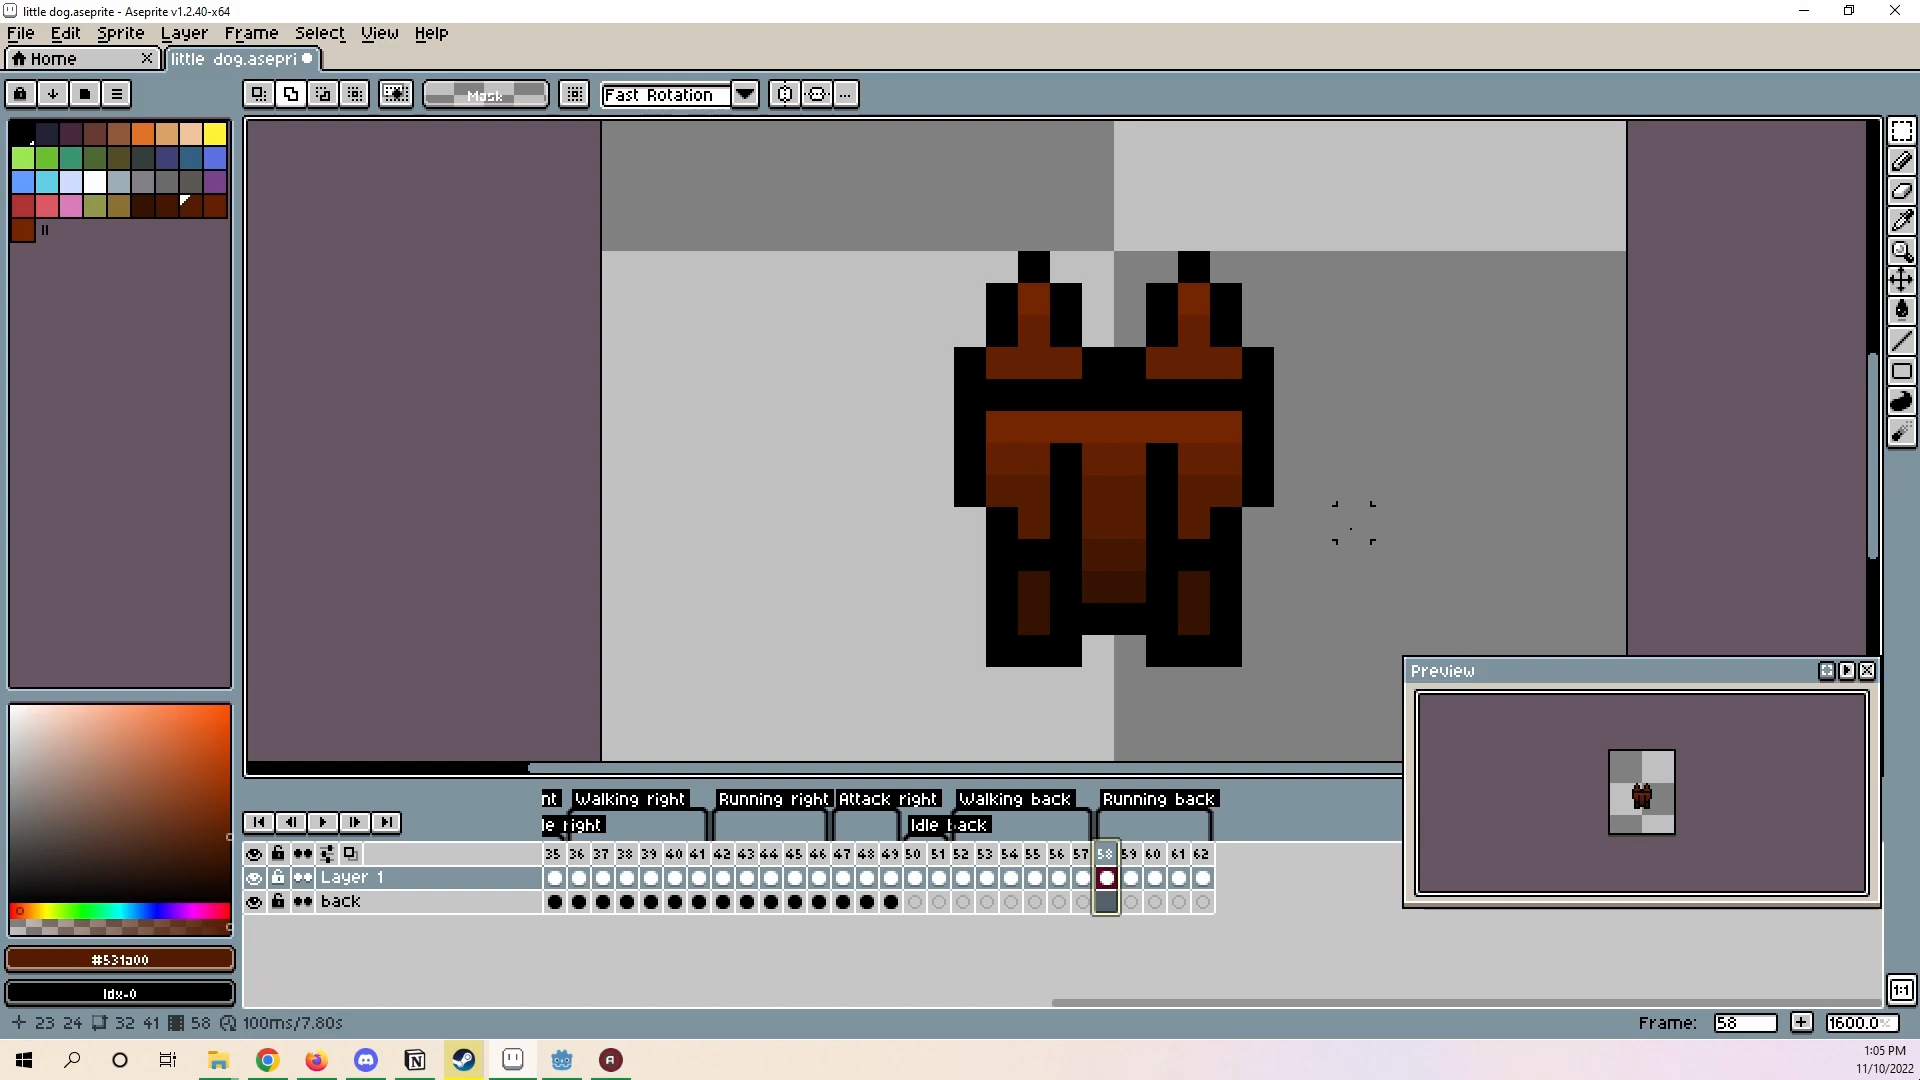 little dog.aseprite - Aseprite v1.2.40-x64
File Edit Sprite Layer Frame Select View Help
Home
little dog.asepri
Mask
Fast Rotation
Preview
nt Walking right Running right Attack right Walking back Running back
le right Idle back
35 36 37 38 39 40 41 42 43 44 45 46 47 48 49 50 51 52 53 54 55 56 57 58 59 60 61 62
Layer 1
back
#531a00
Idx-0
1:1
23 24 32 41 58 100ms/7.80s
Frame: 58 1600.0%
N
A
1:05 PM
11/10/2022